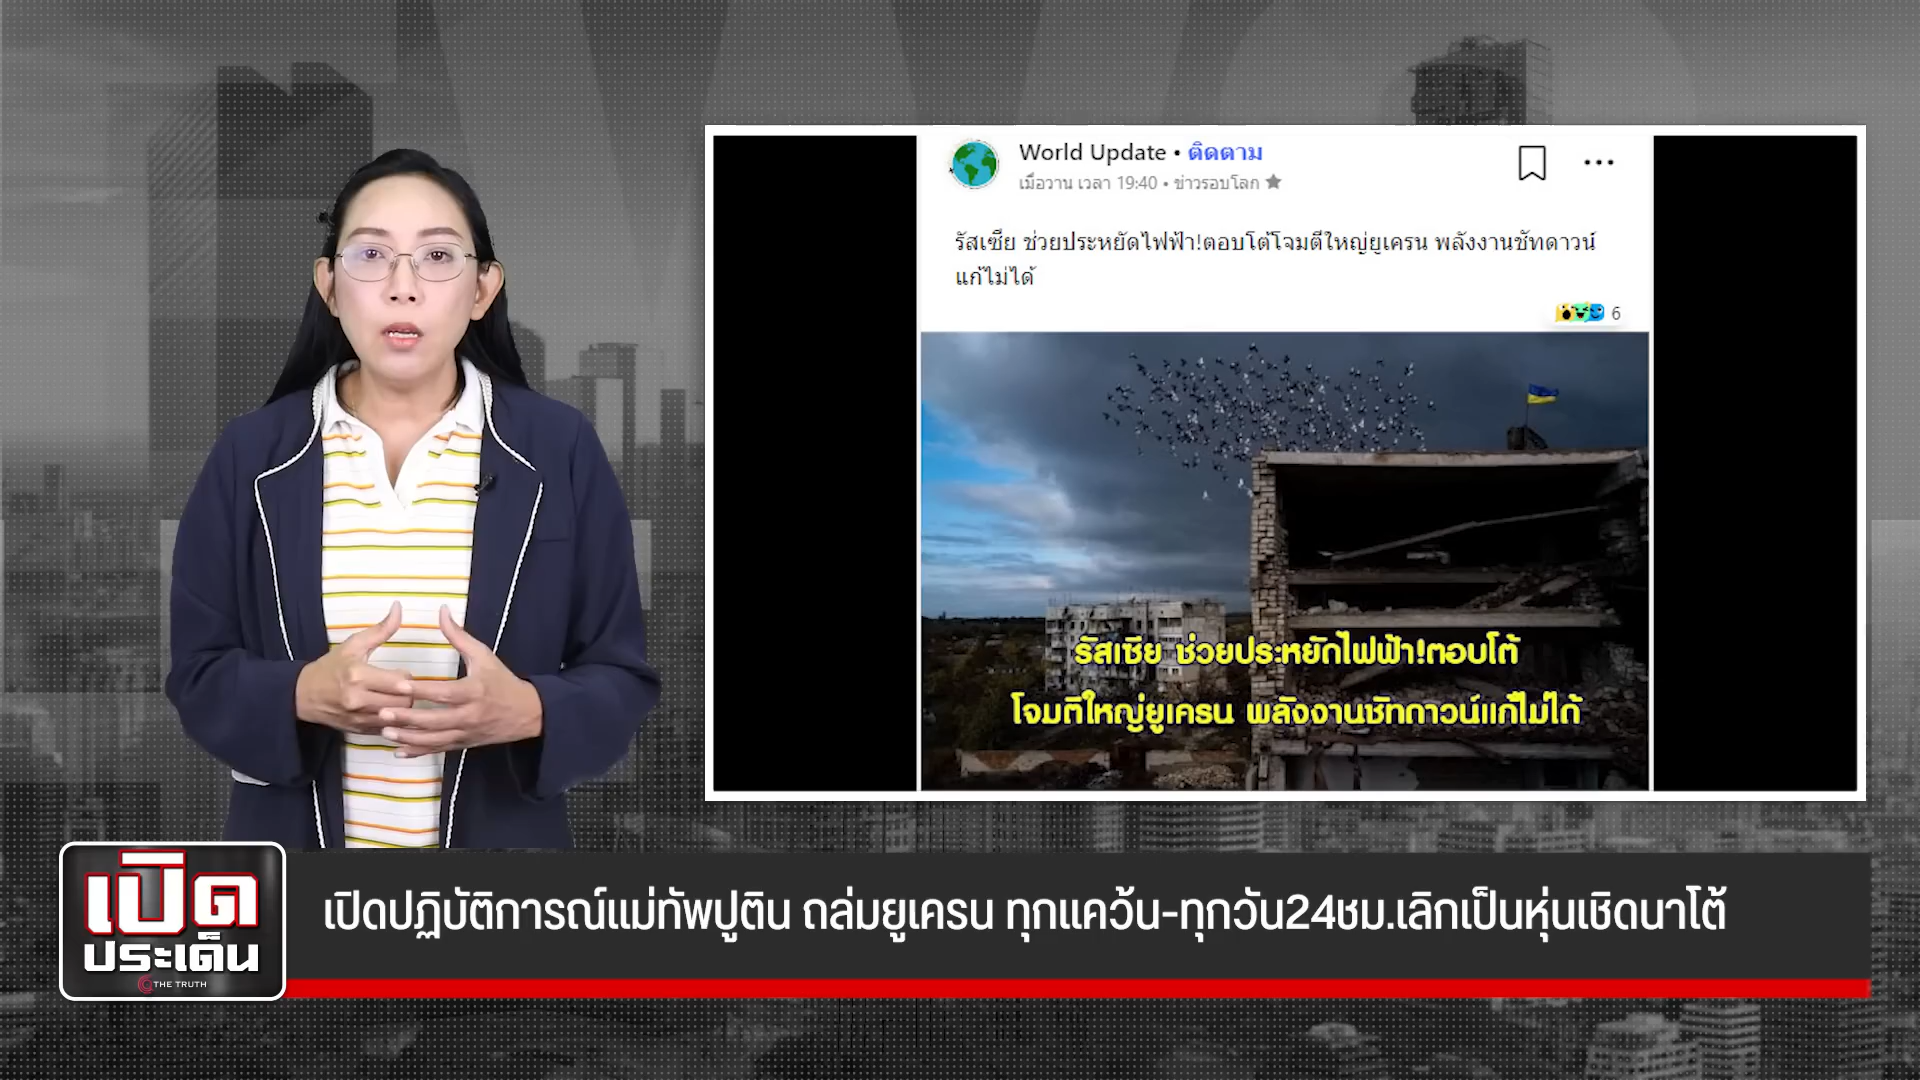 World Update • ติดตาม
เมื่อวาน เวลา 19:40 • ข่าวรอบโลก
รัสเซีย ช่วยประหยัดไฟฟ้า!ตอบโต้โจมตีใหญ่ยูเครน พลังงานชัทดาวน์
แก้ไม่ได้
6
รัสเซีย ช่วยประหยัดไฟฟ้า!ตอบโต้
โจมตีใหญ่ยูเครน พลังงานชัทดาวน์แก้ไม่ได้
เปิด
ประเด็น
THE TRUTH
เปิดปฏิบัติการณ์แม่ทัพปูติน ถล่มยูเครน ทุกแคว้น-ทุกวัน24ชม.เลิกเป็นหุ่นเชิดนาโต้